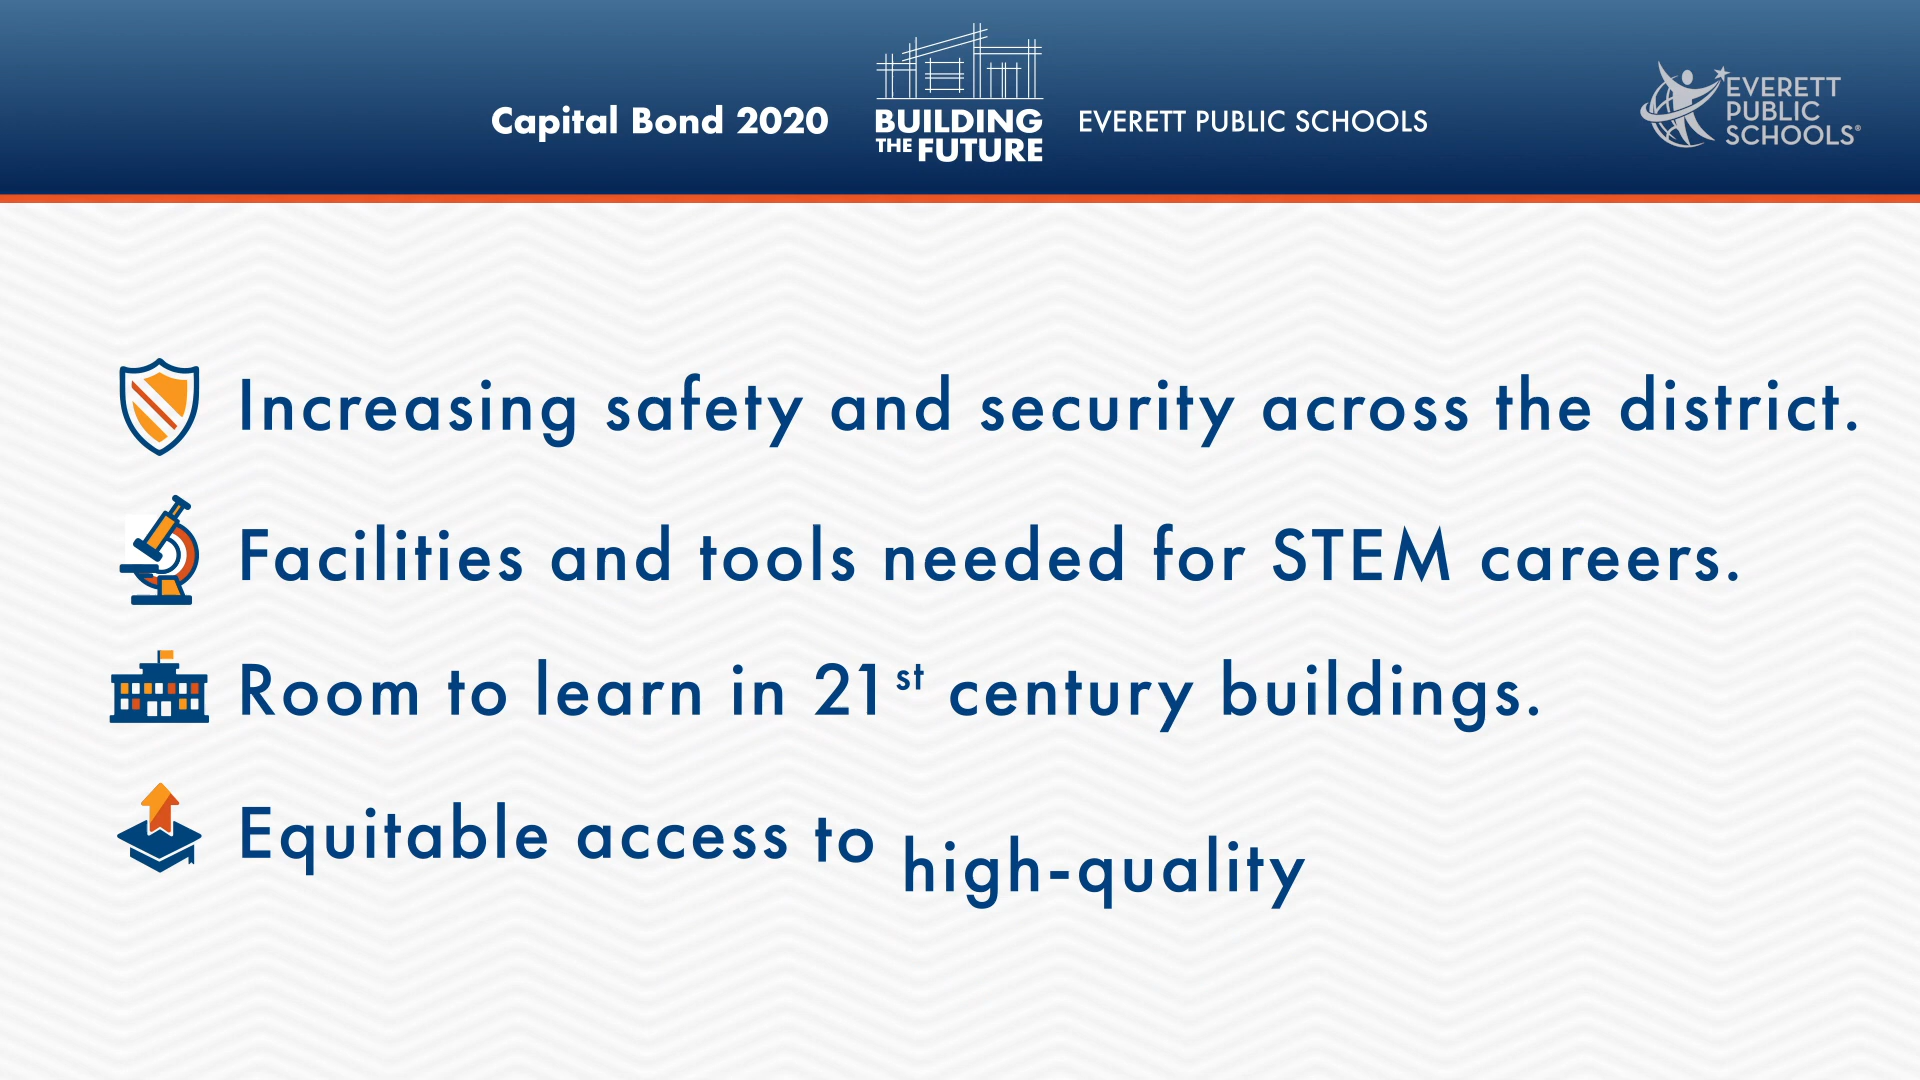 Capital Bond 2020
BUILDING
THE FUTURE
EVERETT PUBLIC SCHOOLS
EVERETT
PUBLIC
SCHOOLS®
Increasing safety and security across the district.
Facilities and tools needed for STEM careers.
Room to learn in 21st century buildings.
Equitable access to high-quality